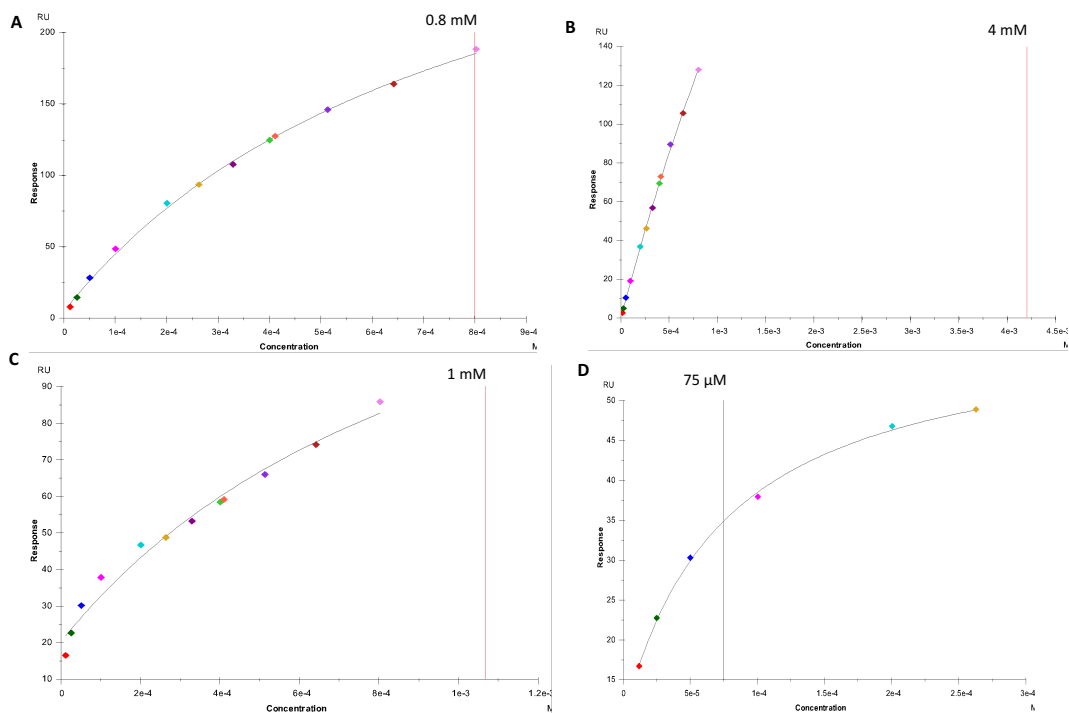 A
RU
0.8 mM
200
150
100
50
0
Response
0 1e-4 2e-4 3e-4 4e-4 5e-4 6e-4 7e-4 8e-4 9e-4
Concentration
B
RU
4 mM
140
120
100
80
60
40
20
0
Response
0 5e-4 1e-3 1.5e-3 2e-3 2.5e-3 3e-3 3.5e-3 4e-3 4.5e-3
Concentration
C
RU
1 mM
90
80
70
60
50
40
30
20
10
Response
0 2e-4 4e-4 6e-4 8e-4 1e-3 1.2e-3
Concentration
D
RU
75 µM
50
45
40
35
30
25
20
15
Response
0 5e-5 1e-4 1.5e-4 2e-4 2.5e-4 3e-4
Concentration